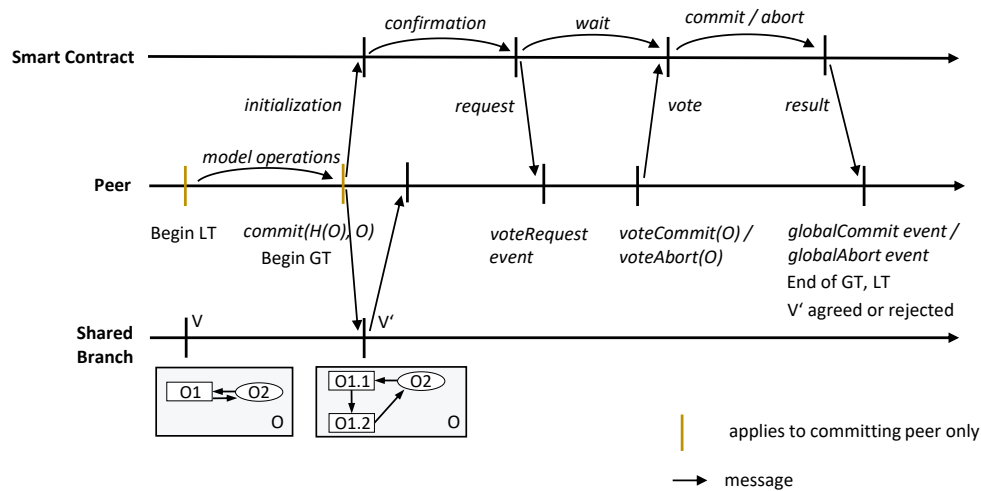 confirmation
wait
commit / abort
Smart Contract
initialization
request
vote
result
model operations
Peer
Begin LT
commit(H(O), O)
Begin GT
voteRequest
event
voteCommit(O) /
voteAbort(O)
globalCommit event /
globalAbort event
End of GT, LT
V‘ agreed or rejected
Shared
Branch
V
V‘
O1
O2
O
O1.1
O2
O1.2
O
applies to committing peer only
message